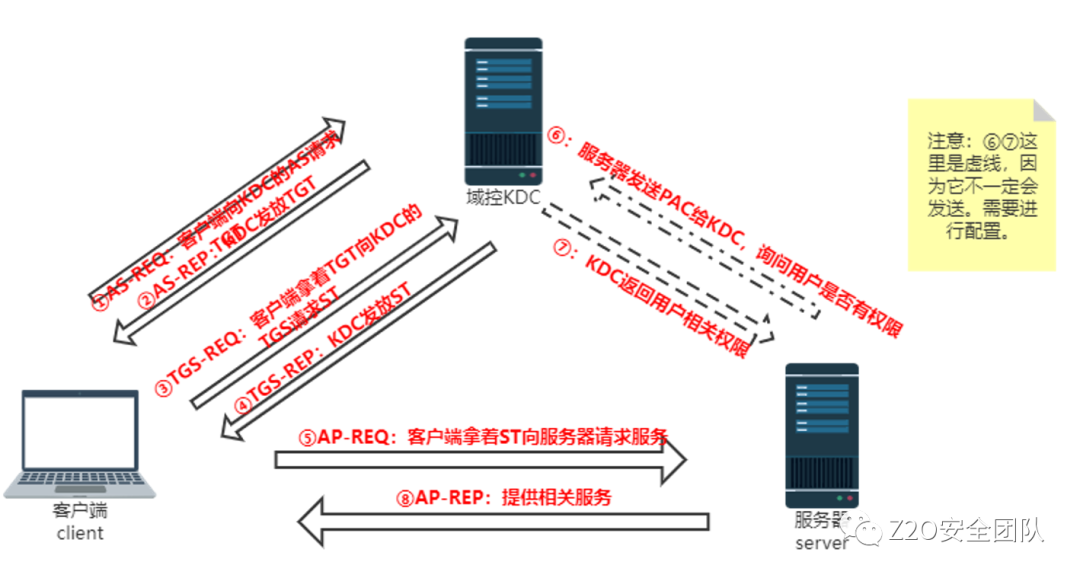 域控KDC
①AS-REQ：客户端向KDC的AS请求
TGT
②AS-REP：KDC发放TGT
③TGS-REQ：客户端拿着TGT向KDC的
TGS请求ST
④TGS-REP：KDC发放ST
⑥：服务器发送PAC给KDC，询问用户是否有权限
⑦：KDC返回用户相关权限
注意：⑥⑦这
里是虚线，因
为它不一定会
发送。需要进
行配置。
⑤AP-REQ：客户端拿着ST向服务器请求服务
⑧AP-REP：提供相关服务
客户端
client
服务器
server
Z2O安全团队